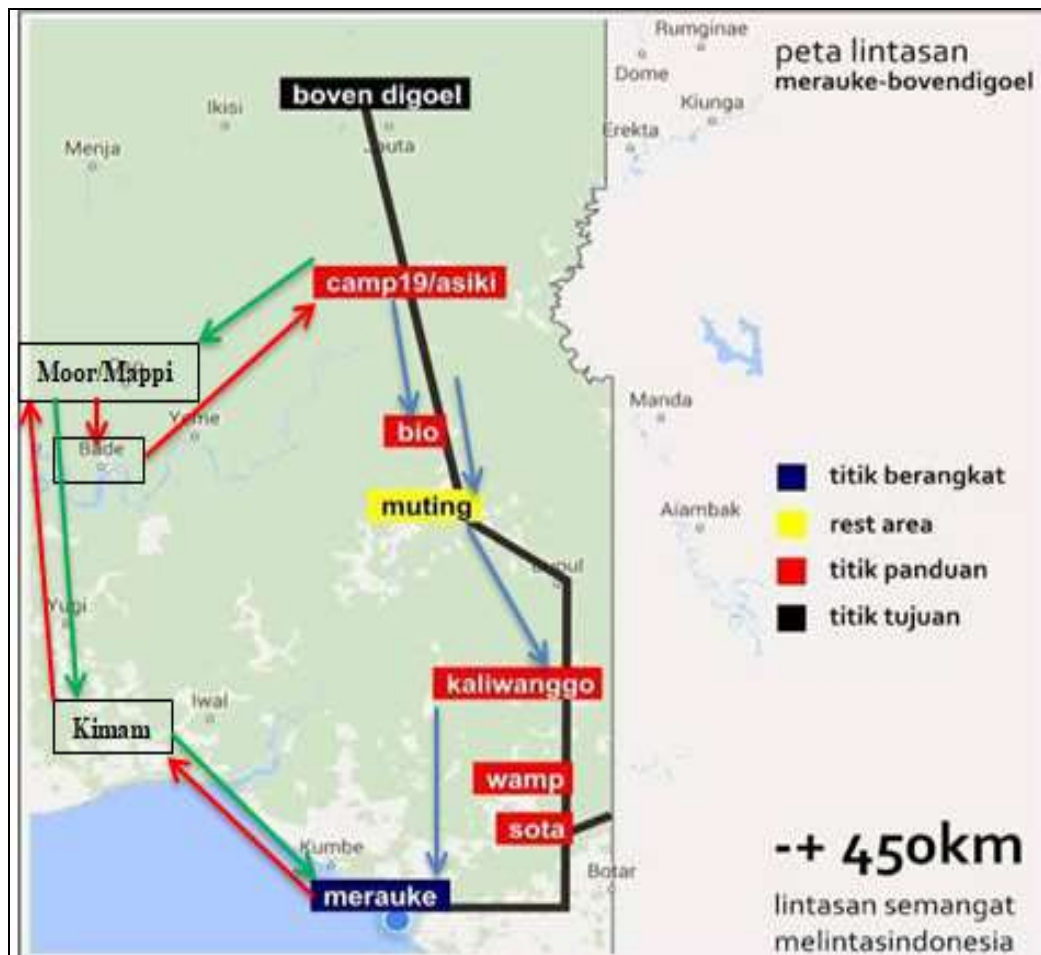 Rumginae
peta lintasan
merauke-bovendigoel
Dome
Kiunga
boven digoel
Ikisi
Erekta
Menja
camp19/asiki
Moor/Mappi
Manda
Yeme
bio
Bade
titik berangkat
muting
Aiambak
rest area
titik panduan
Yugi
titik tujuan
kaliwanggo
Iwal
Kimam
wamp
sota
-+ 450km
Kumbe
Botar
merauke
lintasan semangat
melintasindonesia